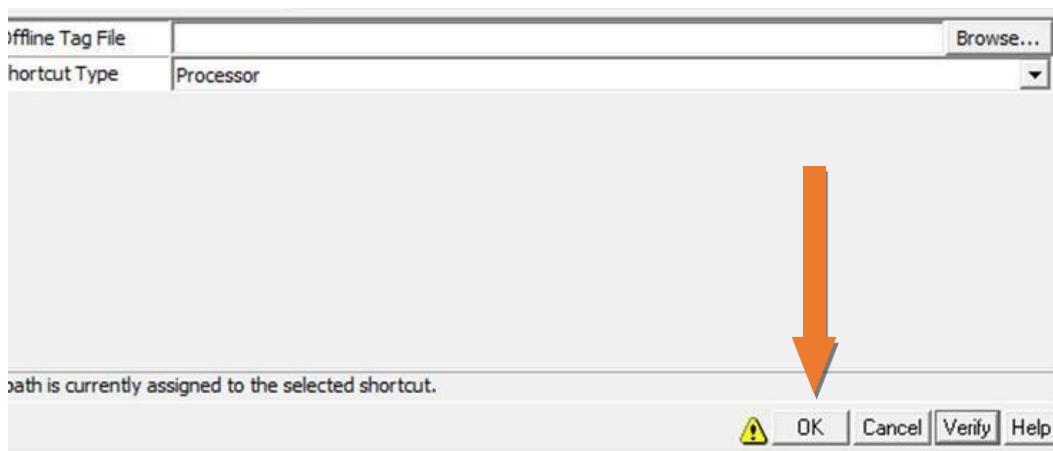 ffline Tag File
Browse...
hortcut Type
Processor
path is currently assigned to the selected shortcut.
OK
Cancel
Verify
Help